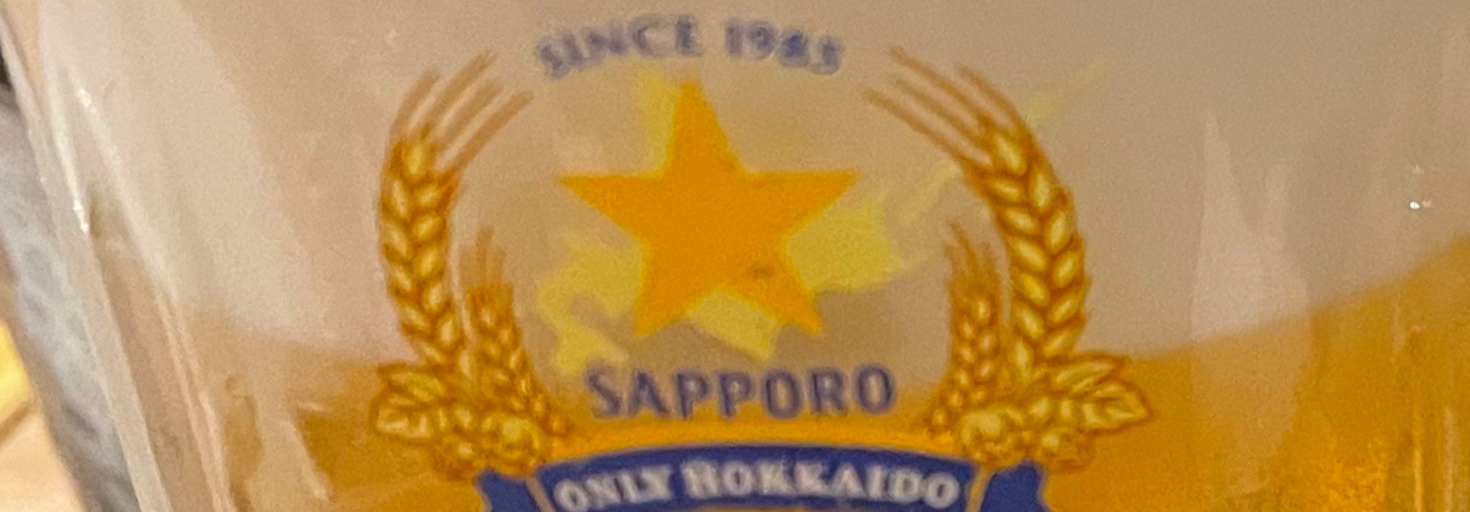 SINCE 1985
SAPPORO
ONLY HOKKAIDO